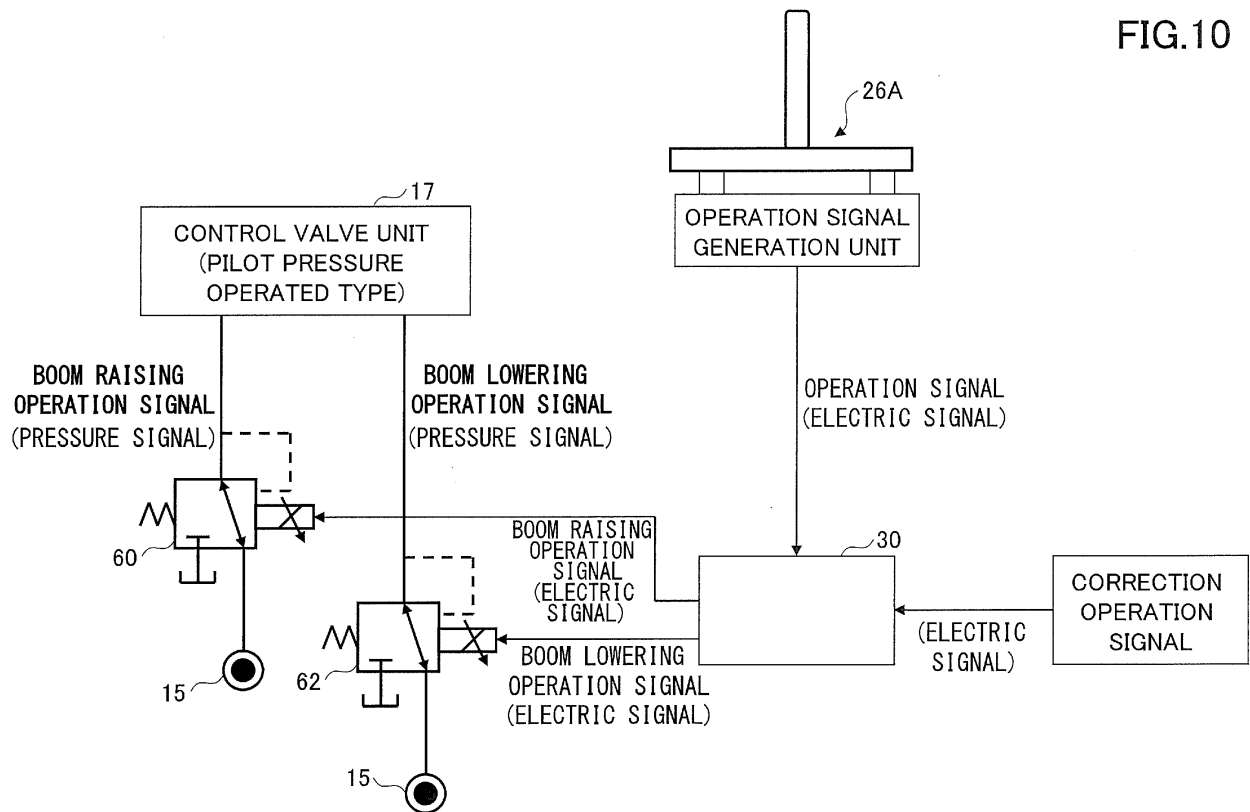 FIG.10
26A
OPERATION SIGNAL
GENERATION UNIT
17
CONTROL VALVE UNIT
(PILOT PRESSURE
OPERATED TYPE)
BOOM RAISING
OPERATION SIGNAL
(PRESSURE SIGNAL)
BOOM LOWERING
OPERATION SIGNAL
(PRESSURE SIGNAL)
OPERATION SIGNAL
(ELECTRIC SIGNAL)
60
BOOM RAISING
OPERATION
SIGNAL
(ELECTRIC
SIGNAL)
30
CORRECTION
OPERATION
SIGNAL
(ELECTRIC
SIGNAL)
15
62
BOOM LOWERING
OPERATION SIGNAL
(ELECTRIC SIGNAL)
15